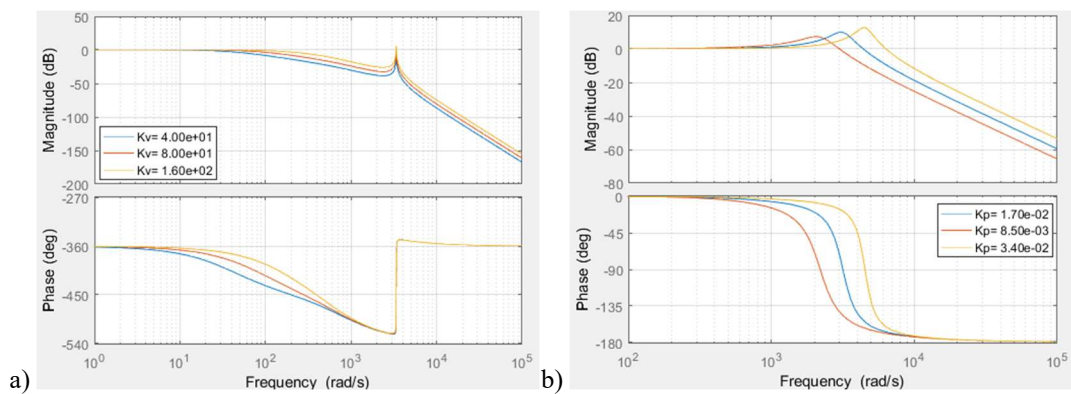 a)
50
0
-50
-100
-150
-200
Magnitude (dB)
Kv= 4.00e+01
Kv= 8.00e+01
Kv= 1.60e+02
-270
-360
-450
-540
Phase (deg)
10^0 10^1 10^2 10^3 10^4 10^5
Frequency (rad/s)
b)
20
0
-20
-40
-60
-80
Magnitude (dB)
0
-45
-90
-135
-180
Phase (deg)
Kp= 1.70e-02
Kp= 8.50e-03
Kp= 3.40e-02
10^2 10^3 10^4 10^5
Frequency (rad/s)